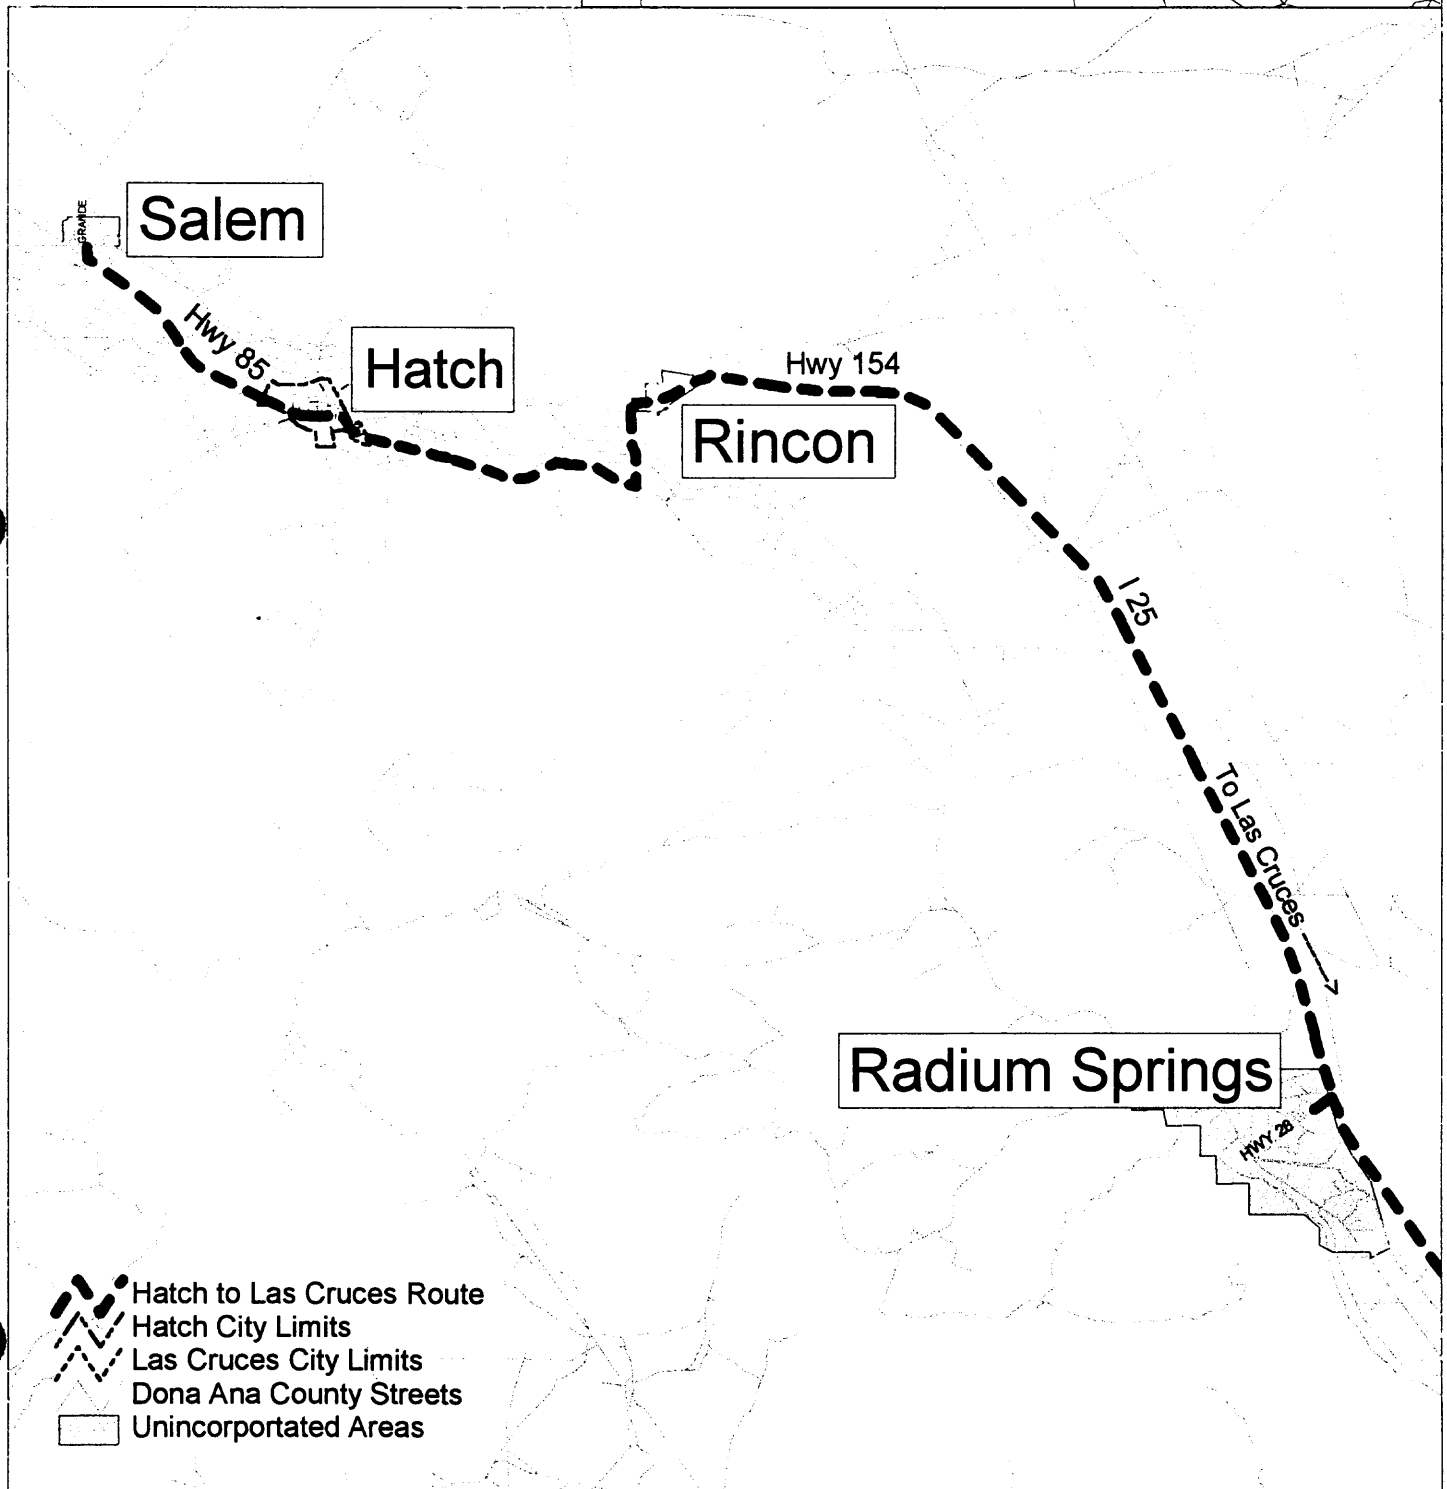 GRANDE
Salem
Hwy 85
Hatch
Hwy 154
Rincon
I 25
To Las Cruces
Radium Springs
HWY 28
Hatch to Las Cruces Route
Hatch City Limits
Las Cruces City Limits
Dona Ana County Streets
Unincorportated Areas